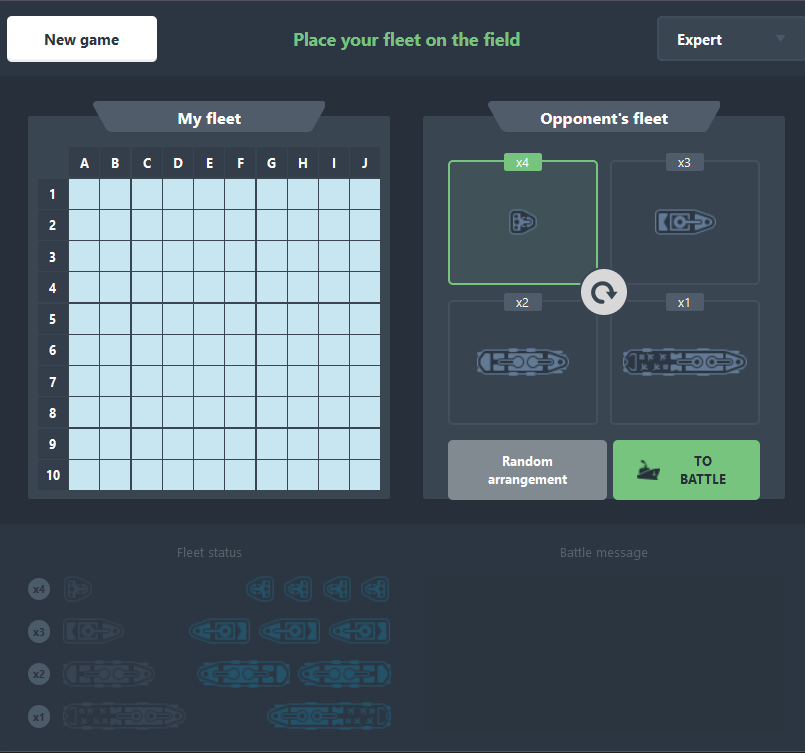 New game
Place your fleet on the field
Expert
My fleet
Opponent's fleet
A B C D E F G H I J
1
2
3
4
5
6
7
8
9
10
x4
x3
x2
x1
Random
arrangement
TO
BATTLE
Fleet status
Battle message
x4
x3
x2
x1